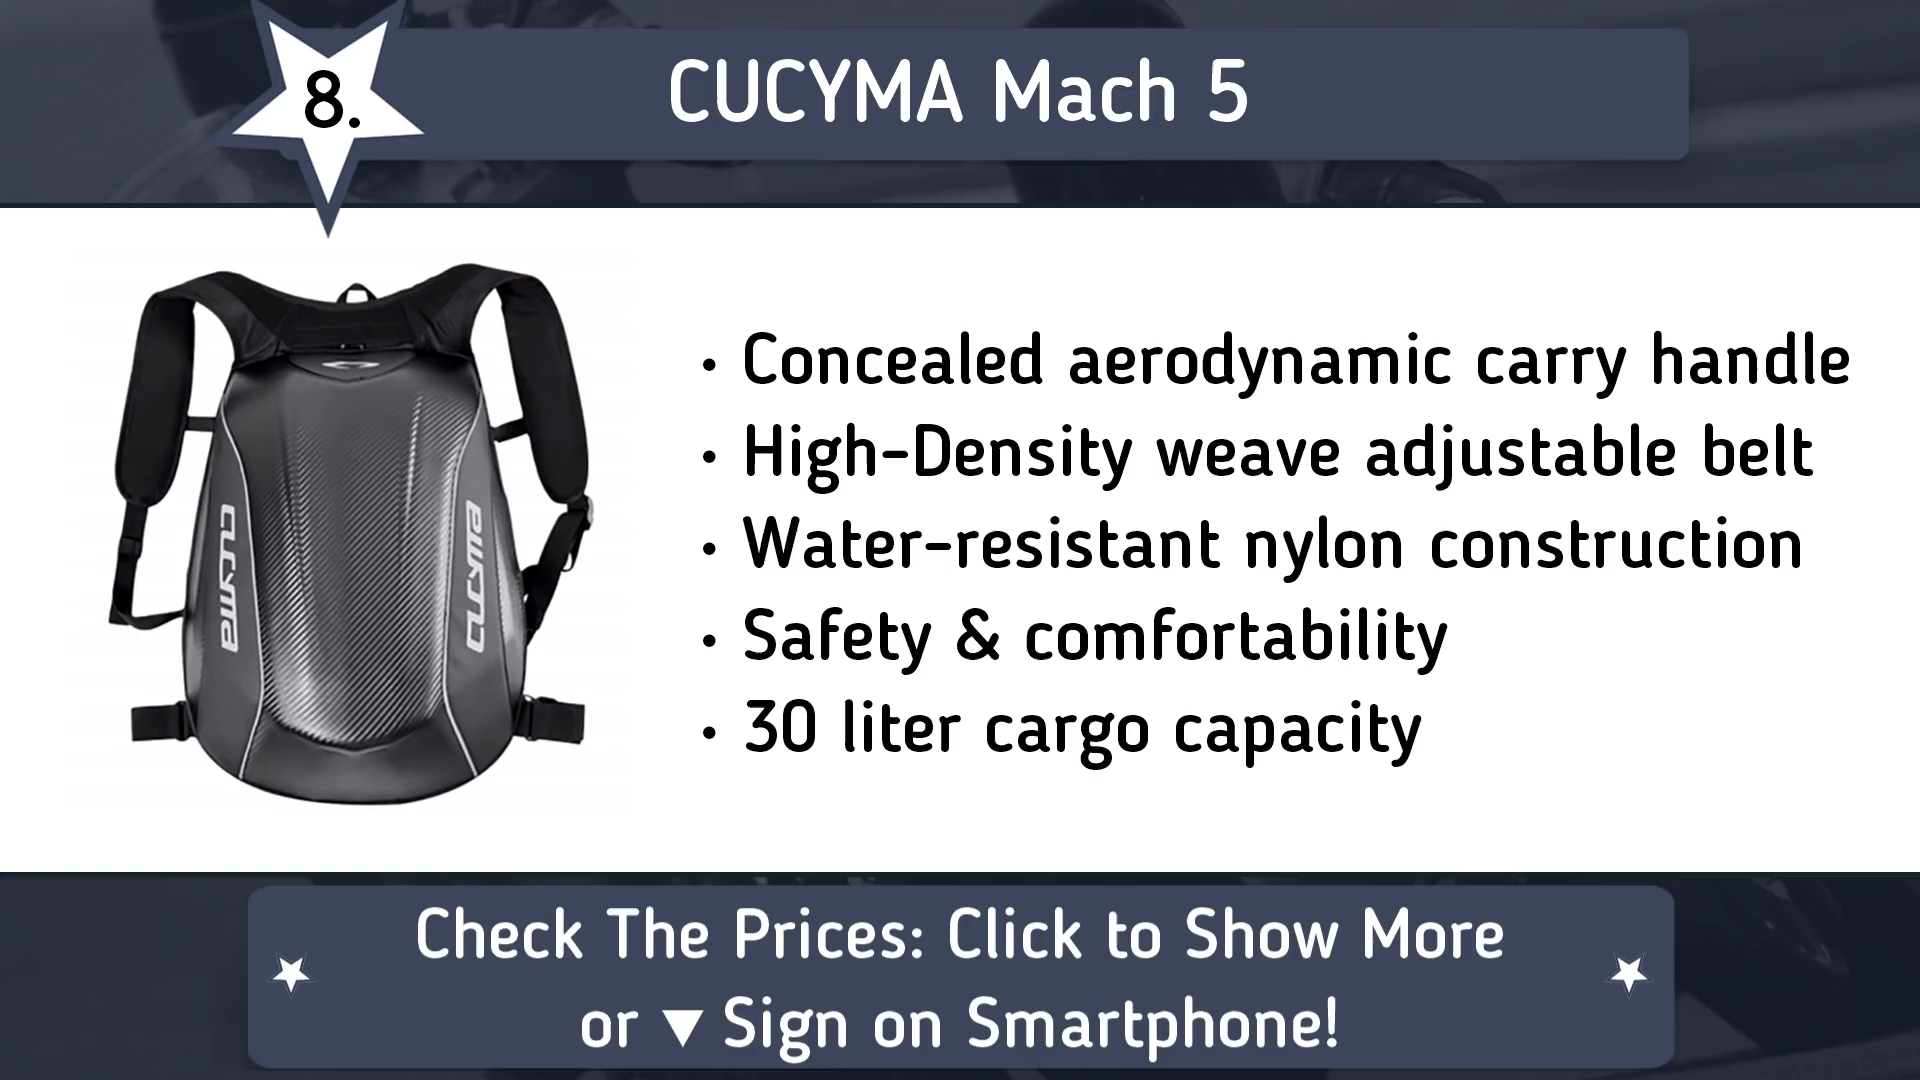 8.
CUCYMA Mach 5
CUCYMA
CUCYMA
• Concealed aerodynamic carry handle
• High-Density weave adjustable belt
• Water-resistant nylon construction
• Safety & comfortability
• 30 liter cargo capacity
Check The Prices: Click to Show More
or ▼ Sign on Smartphone!